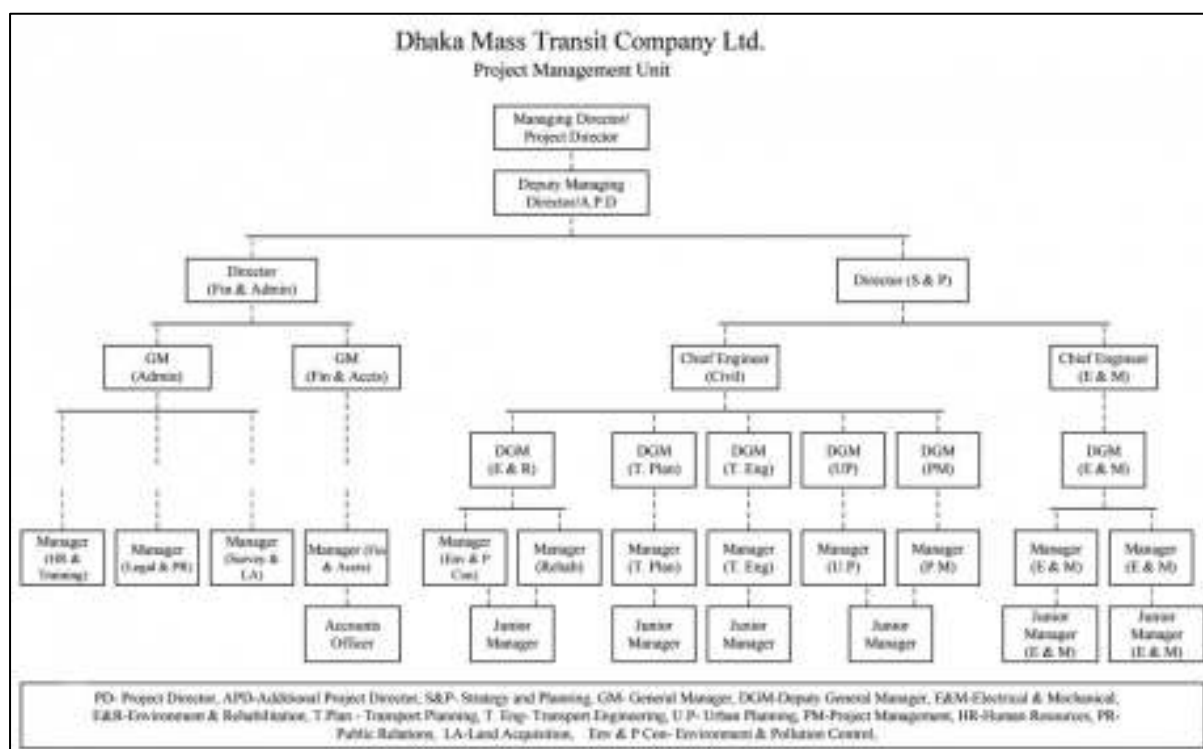 Dhaka Mass Transit Company Ltd.
Project Management Unit
Managing Director/
Project Director
Deputy Managing
Director/A.P.D
Director
(Fin & Admin)
Director (S & P)
GM
(Admin)
GM
(Fin & Accts)
Chief Engineer
(Civil)
Chief Engineer
(E & M)
DGM
(E & R)
DGM
(T. Plan)
DGM
(T. Eng)
DGM
(UP)
DGM
(PM)
DGM
(E & M)
Manager
(HR &
Training)
Manager
(Legal & PR)
Manager
(Survey &
LA)
Manager (Fin
& Accts)
Manager
(Env & P
Con)
Manager
(Rehab)
Manager
(T. Plan)
Manager
(T. Eng)
Manager
(U.P)
Manager
(P.M)
Manager
(E & M)
Manager
(E & M)
Accounts
Officer
Junior
Manager
Junior
Manager
Junior
Manager
Junior
Manager
Junior
Manager
(E & M)
Junior
Manager
(E & M)
PD- Project Director, APD-Additional Project Director, S&P- Strategy and Planning, GM- General Manager, DGM-Deputy General Manager, E&M-Electrical & Mechanical,
E&R-Environment & Rehabilitation, T.Plan - Transport Planning, T. Eng- Transport Engineering, U.P- Urban Planning, PM-Project Management, HR-Human Resources, PR-
Public Relations, LA-Land Acquisition, Env & P Con- Environment & Pollution Control,